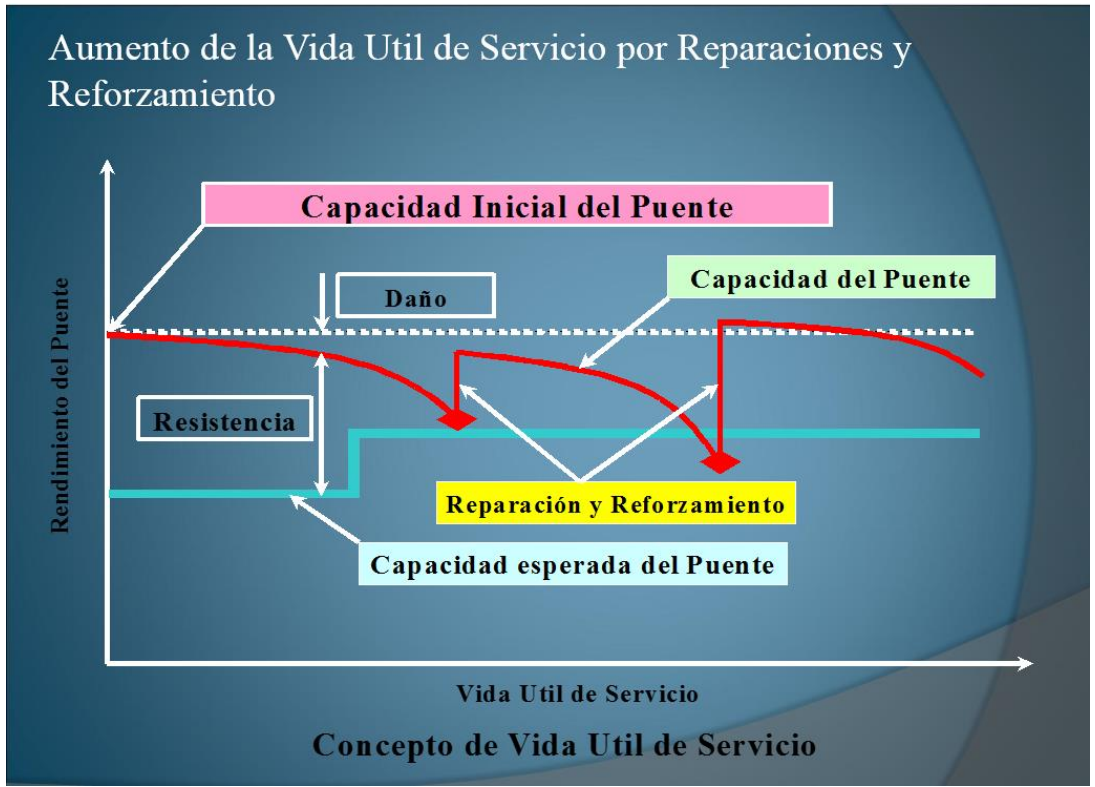 Aumento de la Vida Util de Servicio por Reparaciones y
Reforzamiento
Capacidad Inicial del Puente
Daño
Capacidad del Puente
Rendimiento del Puente
Resistencia
Reparación y Reforzamiento
Capacidad esperada del Puente
Vida Util de Servicio
Concepto de Vida Util de Servicio